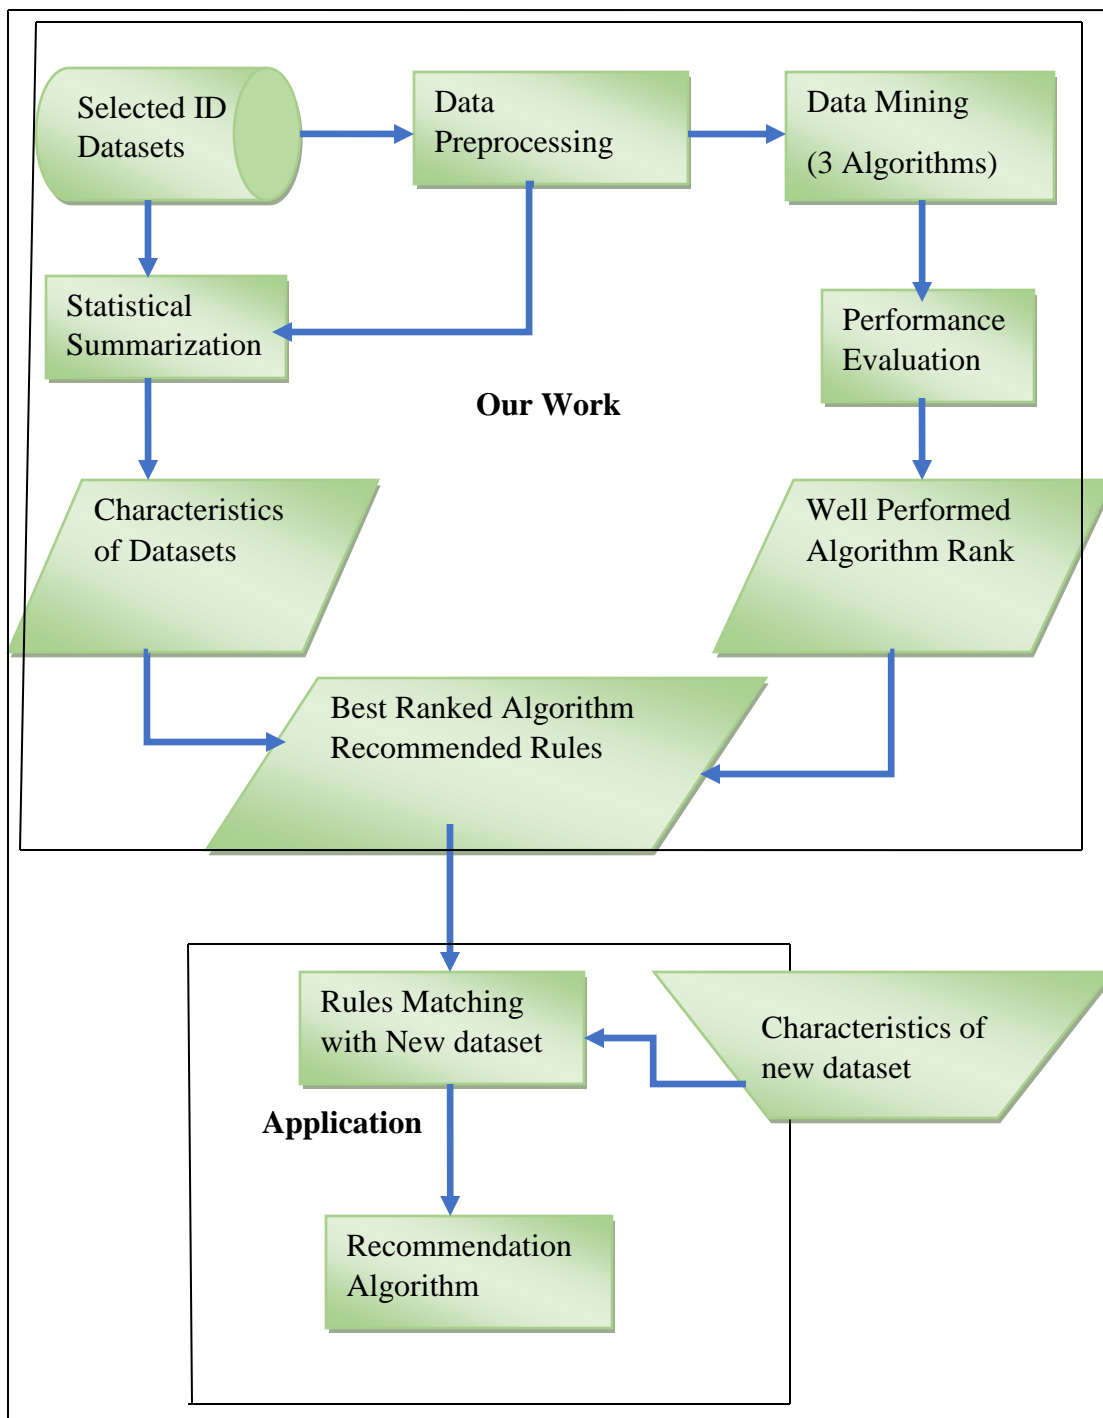 Selected ID
Datasets
Data
Preprocessing
Data Mining
(3 Algorithms)
Statistical
Summarization
Performance
Evaluation
Our Work
Characteristics
of Datasets
Well Performed
Algorithm Rank
Best Ranked Algorithm
Recommended Rules
Rules Matching
with New dataset
Characteristics of
new dataset
Application
Recommendation
Algorithm